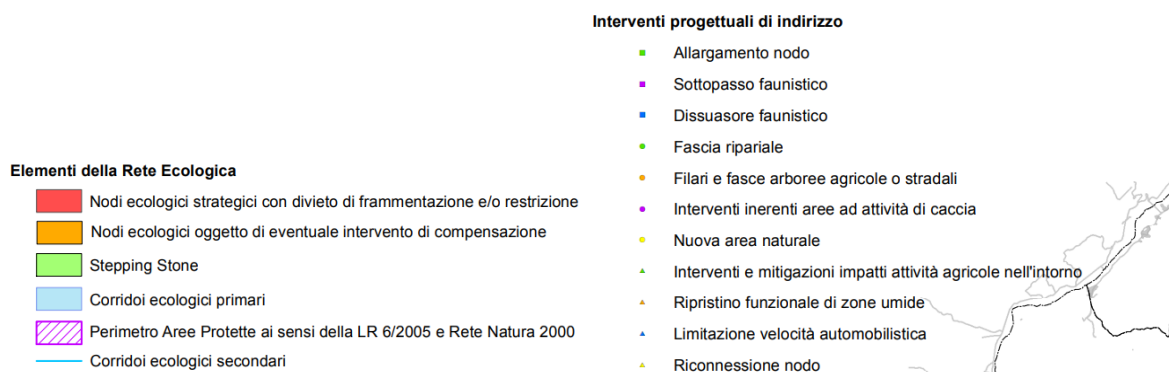 Interventi progettuali di indirizzo
Allargamento nodo
Sottopasso faunistico
Dissuasore faunistico
Fascia ripariale
Filari e fasce arboree agricole o stradali
Interventi inerenti aree ad attività di caccia
Nuova area naturale
Interventi e mitigazioni impatti attività agricole nell'intorno
Ripristino funzionale di zone umide
Limitazione velocità automobilistica
Riconnessione nodo
Elementi della Rete Ecologica
Nodi ecologici strategici con divieto di frammentazione e/o restrizione
Nodi ecologici oggetto di eventuale intervento di compensazione
Stepping Stone
Corridoi ecologici primari
Perimetro Aree Protette ai sensi della LR 6/2005 e Rete Natura 2000
Corridoi ecologici secondari